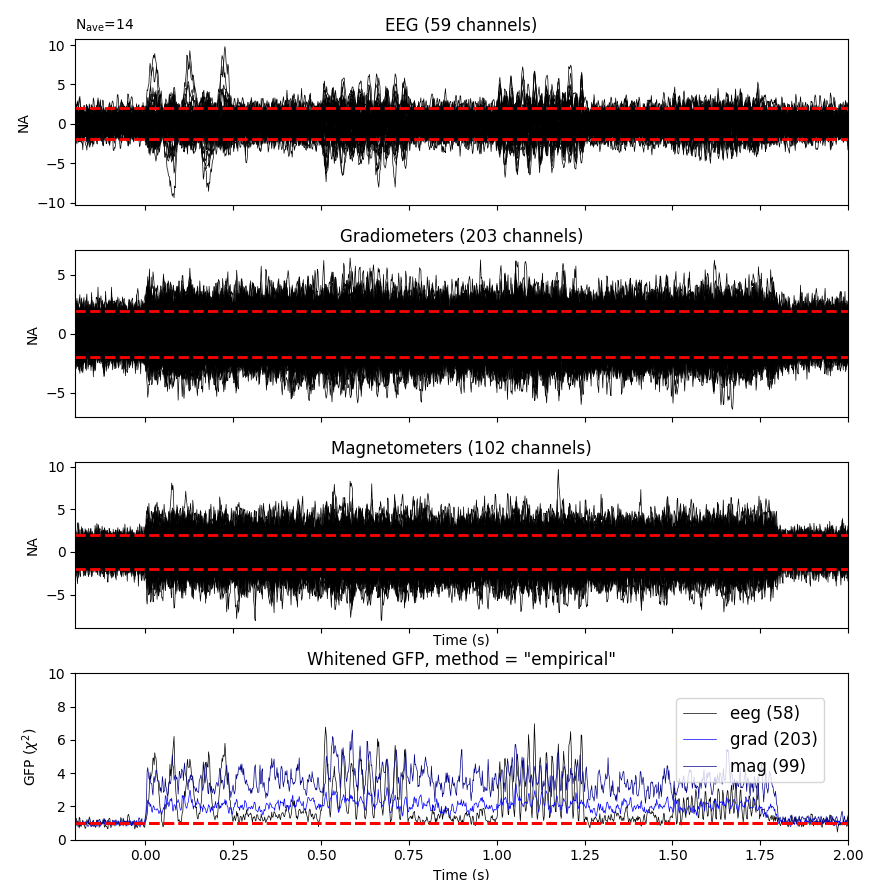 Nave=14
EEG (59 channels)
10
5
0
−5
−10
NA
Gradiometers (203 channels)
5
0
−5
NA
Magnetometers (102 channels)
10
5
0
−5
NA
Time (s)
Whitened GFP, method = "empirical"
10
8
6
4
2
0
GFP (χ²)
eeg (58)
grad (203)
mag (99)
0.00 0.25 0.50 0.75 1.00 1.25 1.50 1.75 2.00
Time (s)